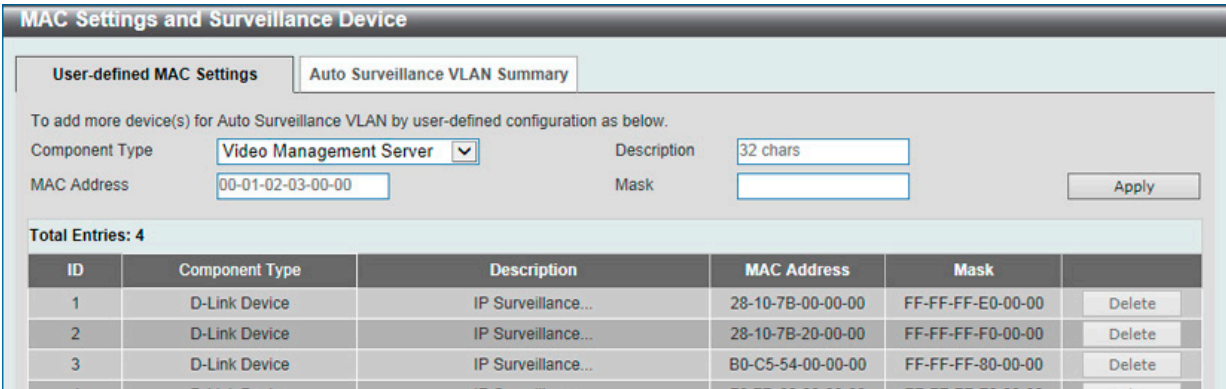 MAC Settings and Surveillance Device
User-defined MAC Settings Auto Surveillance VLAN Summary
To add more device(s) for Auto Surveillance VLAN by user-defined configuration as below.
Component Type Video Management Server Description 32 chars
MAC Address 00-01-02-03-00-00 Mask Apply
Total Entries: 4
ID Component Type Description MAC Address Mask
1 D-Link Device IP Surveillance... 28-10-7B-00-00-00 FF-FF-FF-E0-00-00 Delete
2 D-Link Device IP Surveillance... 28-10-7B-20-00-00 FF-FF-FF-F0-00-00 Delete
3 D-Link Device IP Surveillance... B0-C5-54-00-00-00 FF-FF-FF-80-00-00 Delete